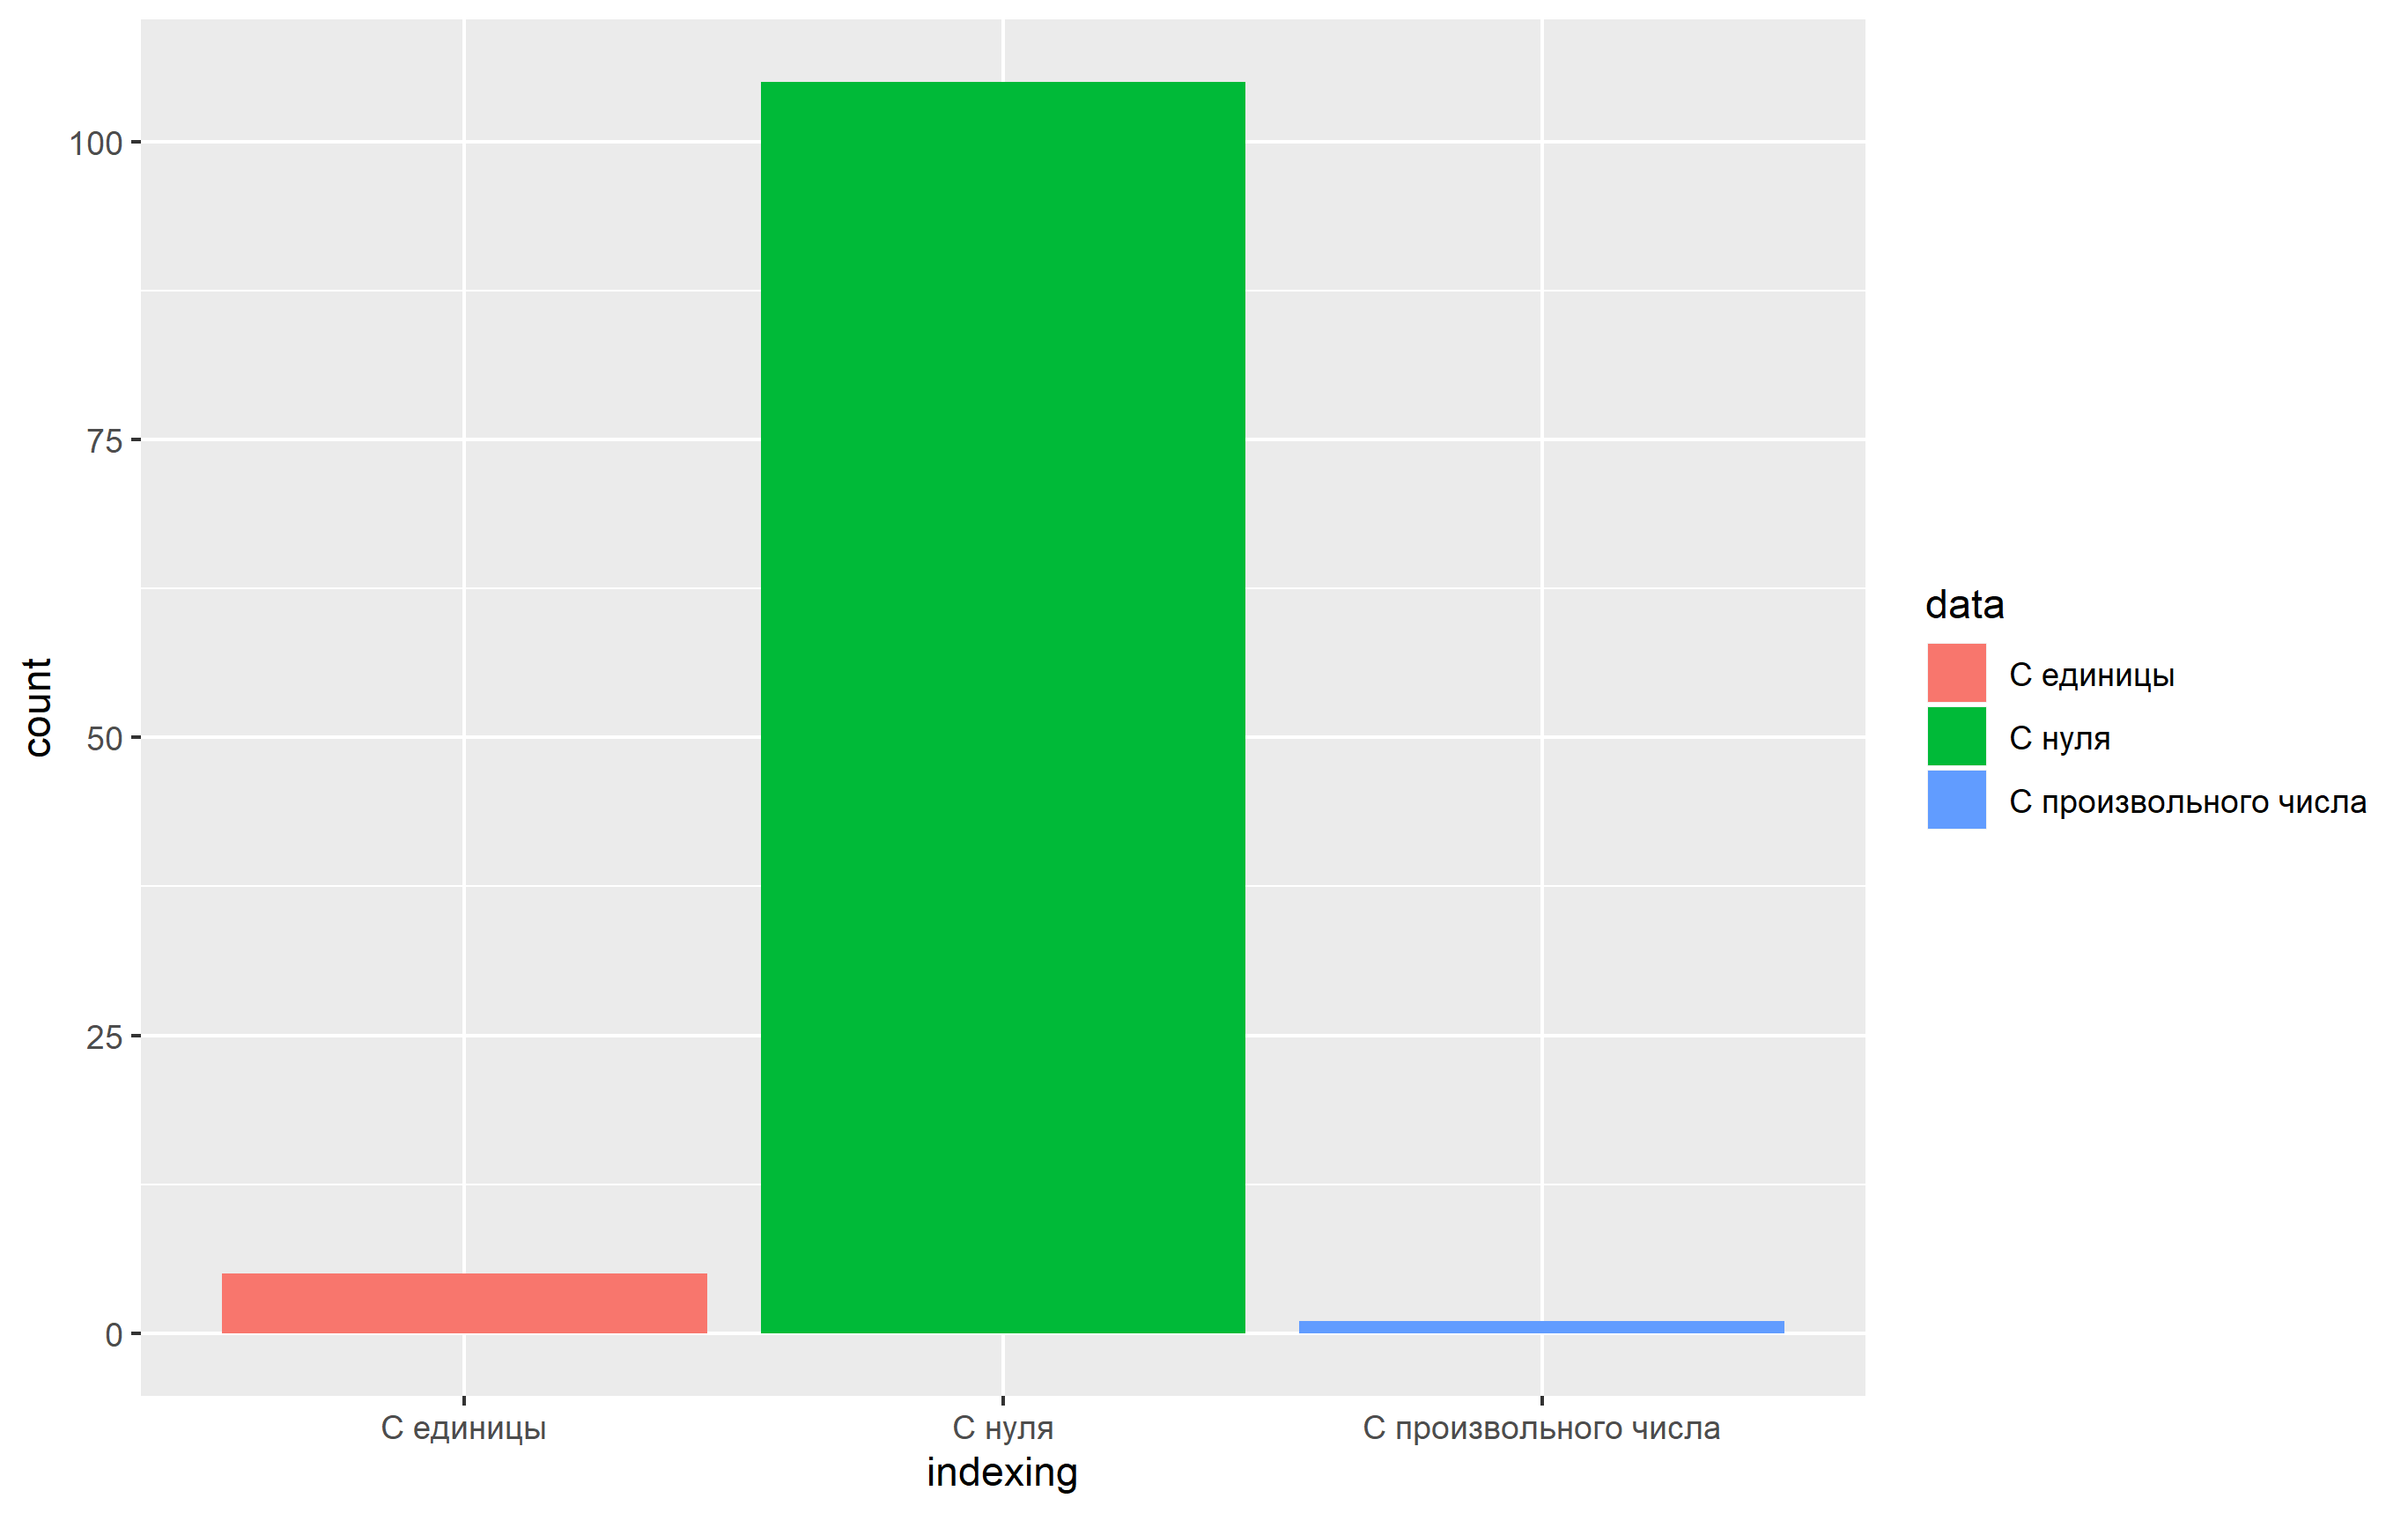 100
75
50
25
0
count
С единицы
С нуля
С произвольного числа
indexing
data
С единицы
С нуля
С произвольного числа